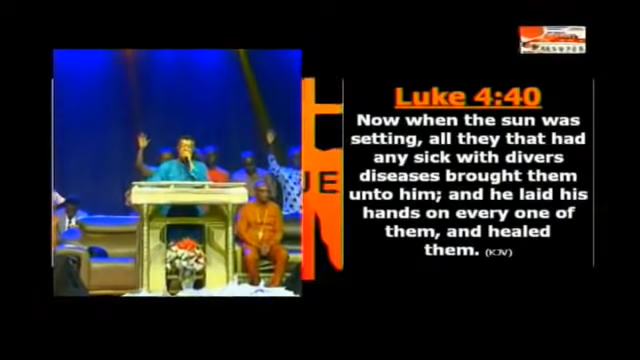 Luke 4:40
Now when the sun was
setting, all they that had
any sick with divers
diseases brought them
unto him; and he laid his
hands on every one of
them, and healed
them. (KJV)
UE